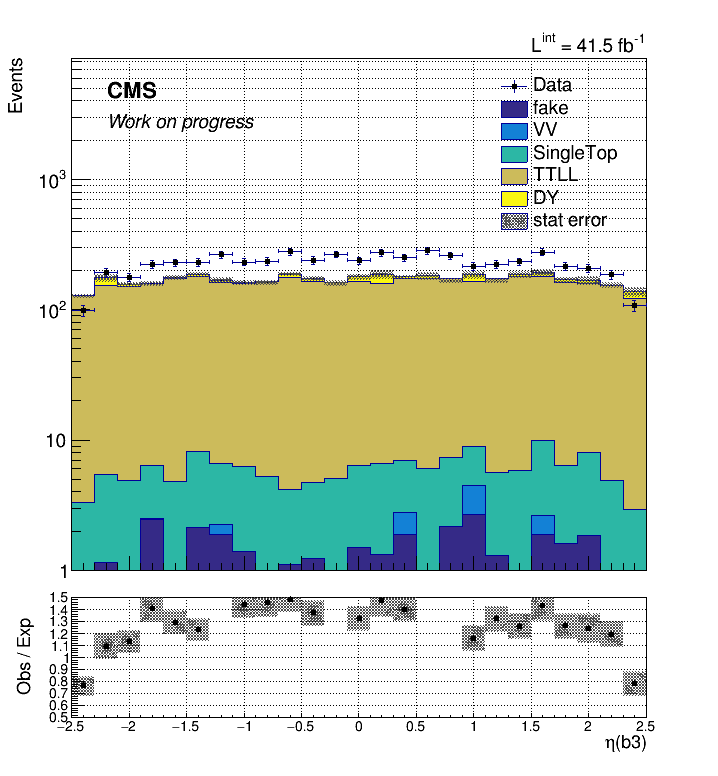 L^int = 41.5 fb^-1
Events
CMS
Work on progress
Data
fake
VV
SingleTop
TTLL
DY
stat error
10^3
10^2
10
1
Obs / Exp
1.5
1.4
1.3
1.2
1.1
1
0.9
0.8
0.7
0.6
0.5
−2.5 −2 −1.5 −1 −0.5 0 0.5 1 1.5 2 2.5
η(b3)